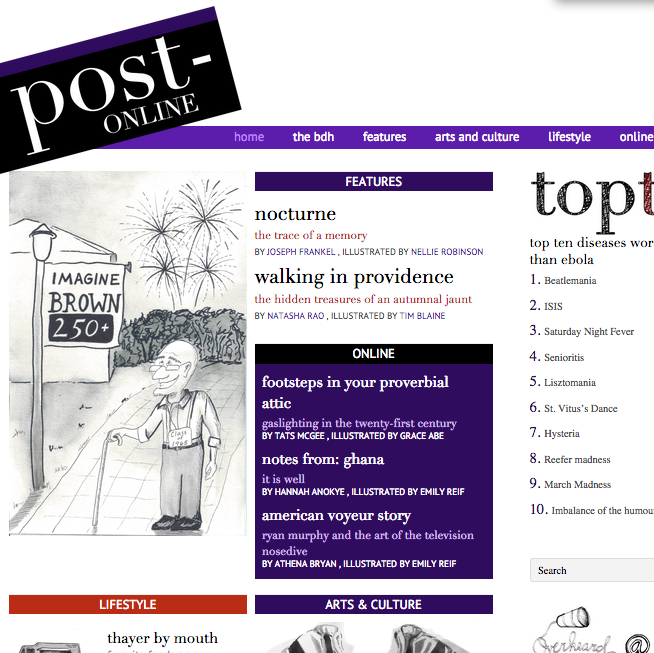 post-
ONLINE
home the bdh features arts and culture lifestyle online
IMAGINE
BROWN
250+
Class
of
1965
FEATURES
nocturne
the trace of a memory
BY JOSEPH FRANKEL , ILLUSTRATED BY NELLIE ROBINSON
walking in providence
the hidden treasures of an autumnal jaunt
BY NATASHA RAO , ILLUSTRATED BY TIM BLAINE
ONLINE
footsteps in your proverbial
attic
gaslighting in the twenty-first century
BY TATS MCGEE , ILLUSTRATED BY GRACE ABE
notes from: ghana
it is well
BY HANNAH ANOKYE , ILLUSTRATED BY EMILY REIF
american voyeur story
ryan murphy and the art of the television
nosedive
BY ATHENA BRYAN , ILLUSTRATED BY EMILY REIF
topt
top ten diseases wor
than ebola
1. Beatlemania
2. ISIS
3. Saturday Night Fever
4. Senioritis
5. Lisztomania
6. St. Vitus's Dance
7. Hysteria
8. Reefer madness
9. March Madness
10. Imbalance of the humou
Search
Overheard @
LIFESTYLE
thayer by mouth
ARTS & CULTURE